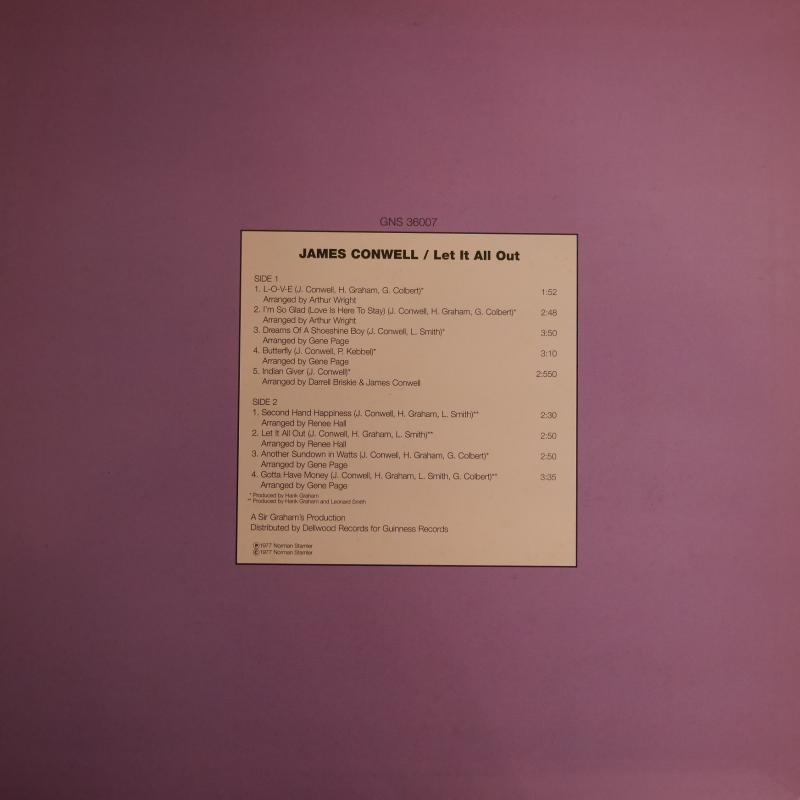 GNS 36007
JAMES CONWELL / Let It All Out
SIDE 1
1. L-O-V-E (J. Conwell, H. Graham, G. Colbert)* 1:52
Arranged by Arthur Wright
2. I'm So Glad (Love Is Here To Stay) (J. Conwell, H. Graham, G. Colbert)* 2:48
Arranged by Arthur Wright
3. Dreams Of A Shoeshine Boy (J. Conwell, L. Smith)* 3:50
Arranged by Gene Page
4. Butterfly (J. Conwell, P. Kebbel)* 3:10
Arranged by Gene Page
5. Indian Giver (J. Conwell)* 2:550
Arranged by Darrell Briskie & James Conwell
SIDE 2
1. Second Hand Happiness (J. Conwell, H. Graham, L. Smith)** 2:30
Arranged by Renee Hall
2. Let It All Out (J. Conwell, H. Graham, L. Smith)** 2:50
Arranged by Renee Hall
3. Another Sundown in Watts (J. Conwell, H. Graham, G. Colbert)* 2:50
Arranged by Gene Page
4. Gotta Have Money (J. Conwell, H. Graham, L. Smith, G. Colbert)** 3:35
Arranged by Gene Page
* Produced by Hank Graham
** Produced by Hank Graham and Leonard Smith
A Sir Graham's Production
Distributed by Dellwood Records for Guinness Records
℗1977 Norman Stamler
©1977 Norman Stamler